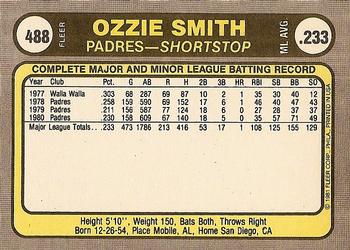 488
FLEER
OZZIE SMITH
PADRES—SHORTSTOP
ML AVG
.233
COMPLETE MAJOR AND MINOR LEAGUE BATTING RECORD
Year Club Pct. G AB R H 2B 3B HR RBI SB BB SO
1977 Walla Walla .303 68 287 87 10 2 1 35 30 40 12
1978 Padres .258 159 590 69 152 17 6 1 46 40 47 43
1979 Padres .211 156 587 77 124 18 6 0 27 28 37 37
1980 Padres .230 158 609 67 140 18 5 0 35 57 71 49
Major League Totals .233 473 1786 213 416 53 17 1 108 125 155 129
Height 5'10", Weight 150, Bats Both, Throws Right
Born 12-26-54, Place Mobile, AL, Home San Diego, CA
© 1981 FLEER CORP., PHILA., PRINTED IN USA